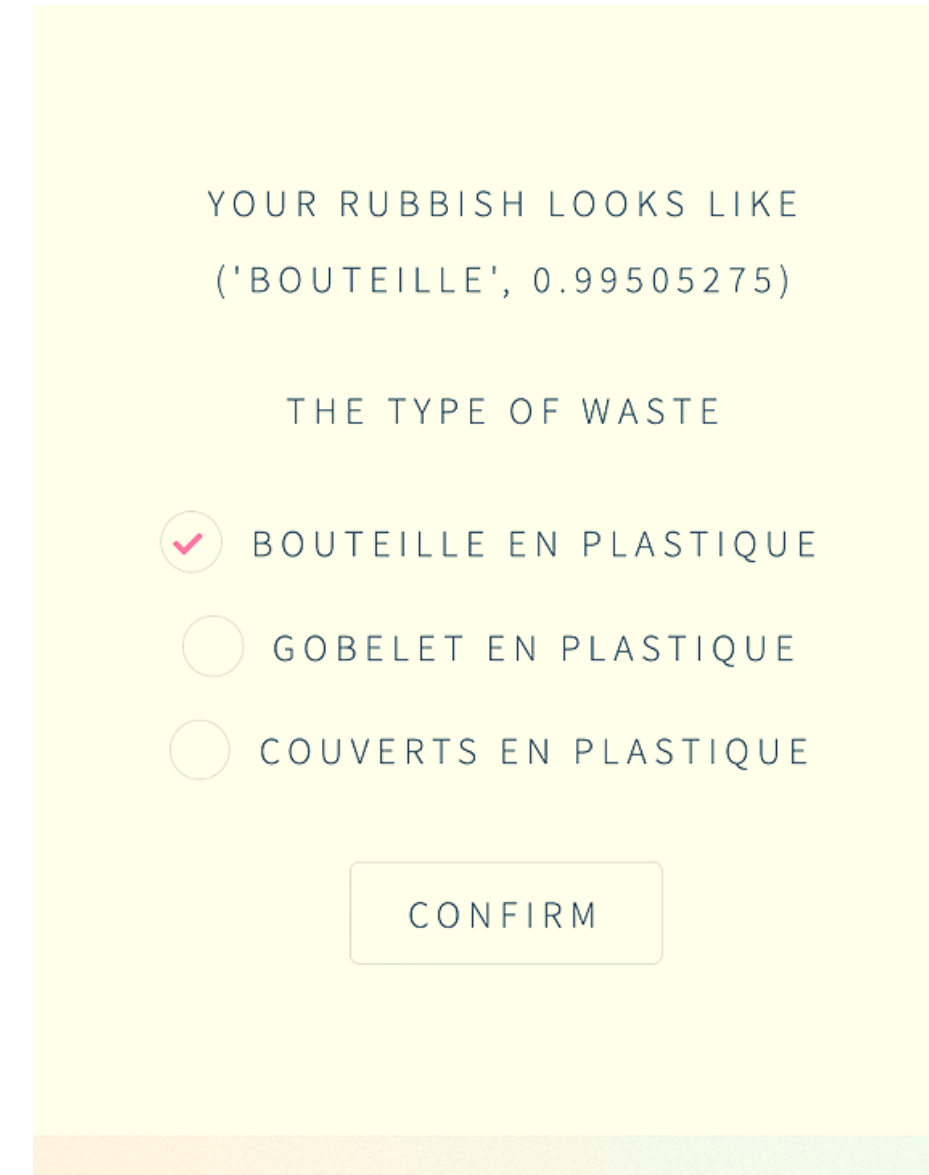 YOUR RUBBISH LOOKS LIKE
('BOUTEILLE', 0.99505275)
THE TYPE OF WASTE
BOUTEILLE EN PLASTIQUE
GOBELET EN PLASTIQUE
COUVERTS EN PLASTIQUE
CONFIRM